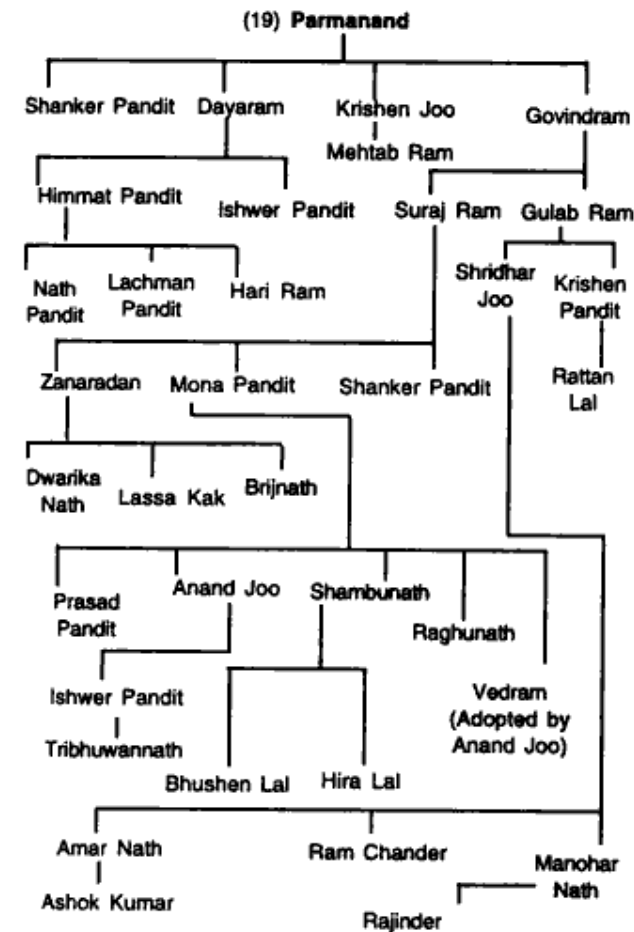 (19) Parmanand
Shanker Pandit Dayaram Krishen Joo Govindram
Mehtab Ram
Himmat Pandit Ishwer Pandit Suraj Ram Gulab Ram
Nath
Pandit
Lachman
Pandit
Hari Ram
Shridhar
Joo
Krishen
Pandit
Rattan
Lal
Zanaradan Mona Pandit Shanker Pandit
Dwarika
Nath
Lassa Kak
Brijnath
Prasad
Pandit
Anand Joo
Shambunath
Raghunath
Vedram
(Adopted by
Anand Joo)
Ishwer Pandit
Tribhuwannath
Bhushen Lal Hira Lal
Amar Nath
Ashok Kumar
Ram Chander
Manohar
Nath
Rajinder